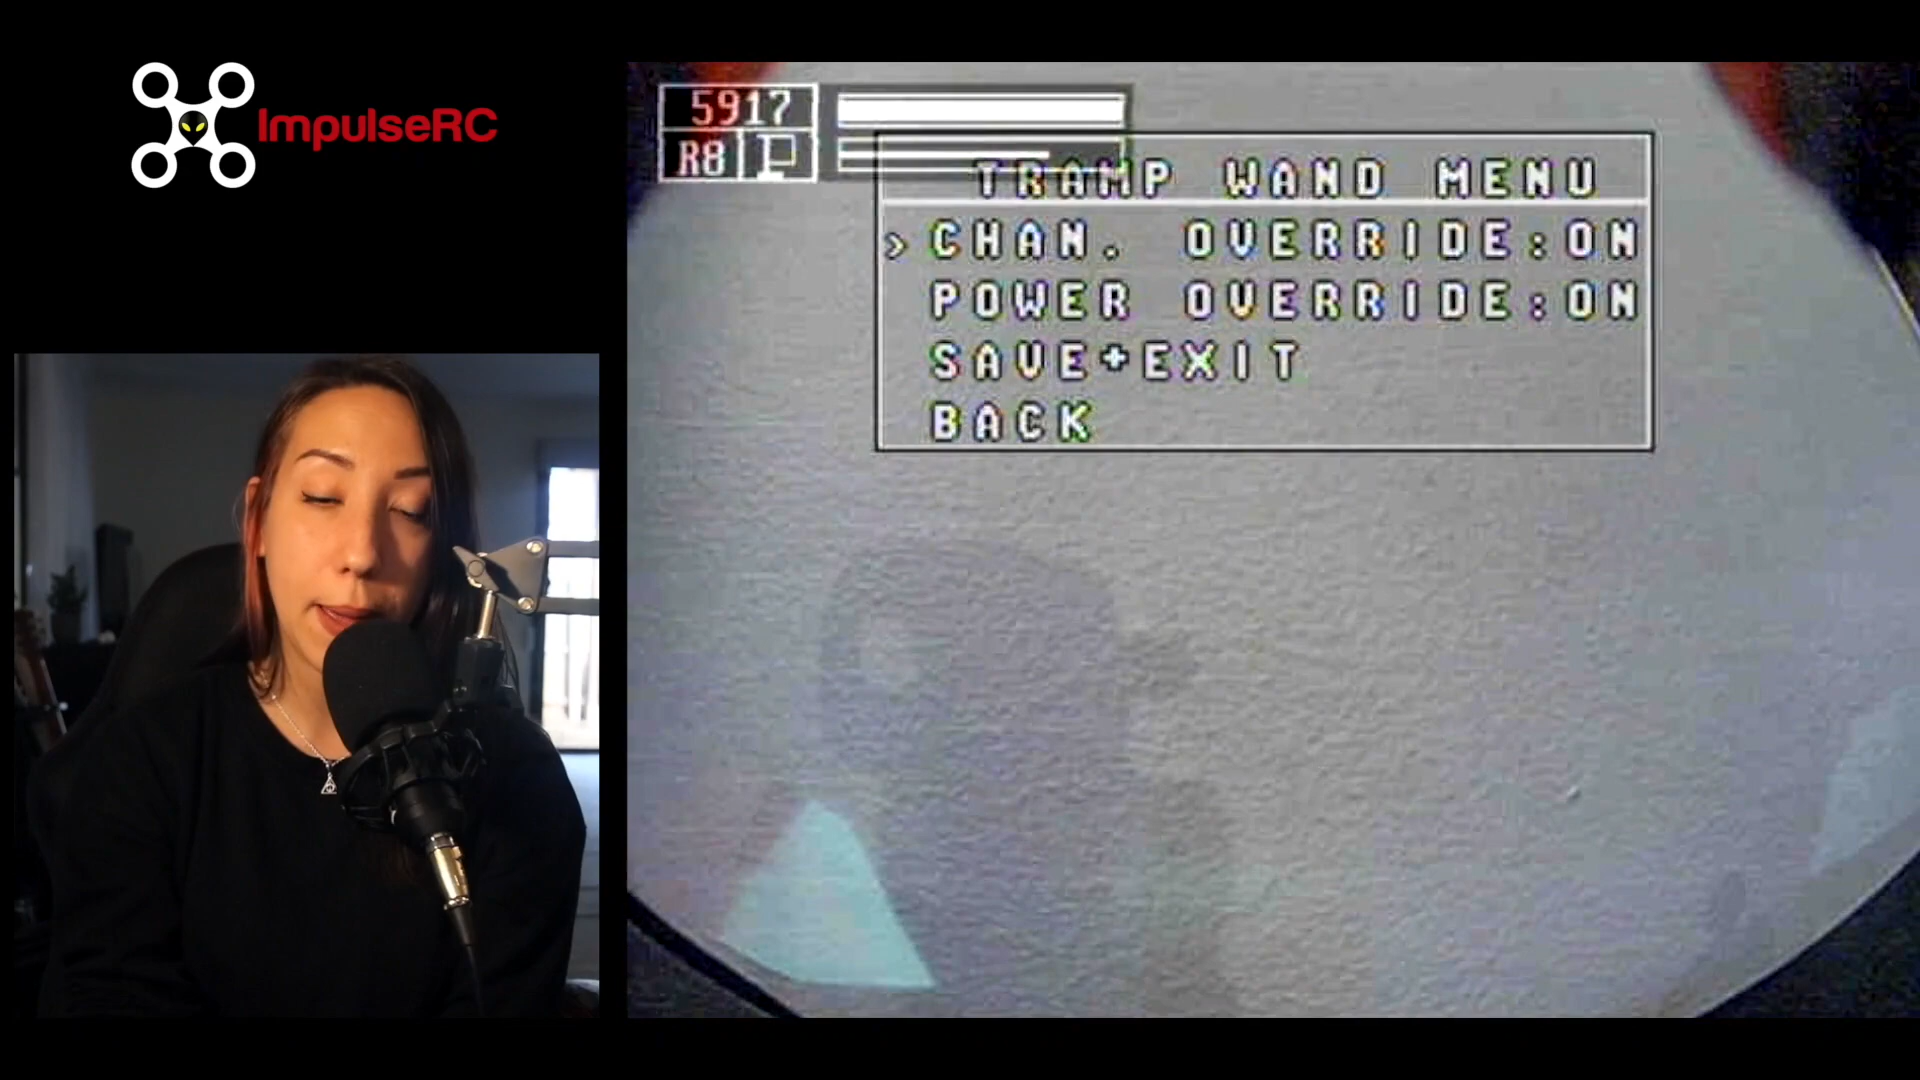 ImpulseRC
5917
R8
TRAMP WAND MENU
> CHAN. OVERRIDE:ON
POWER OVERRIDE:ON
SAVE+EXIT
BACK